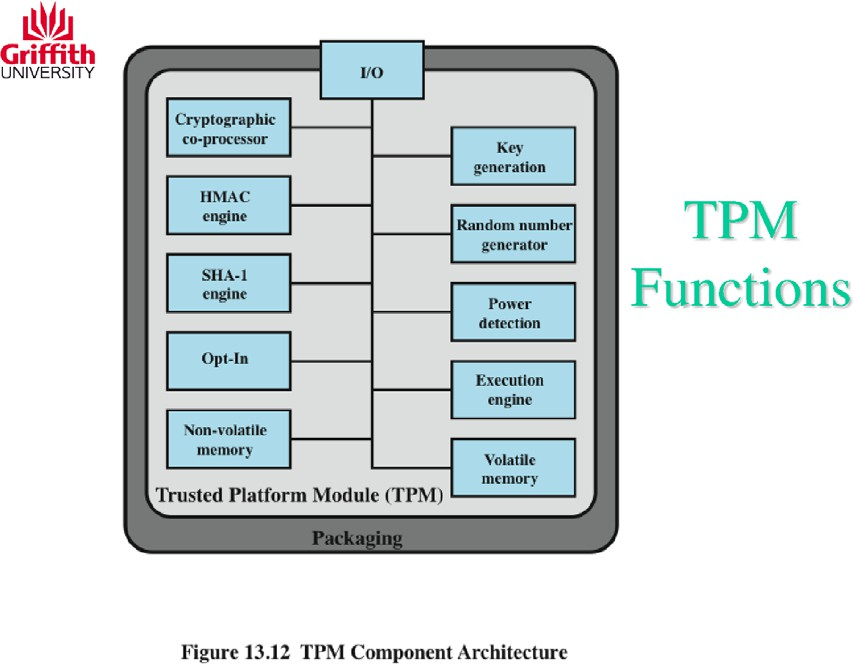 Griffith
UNIVERSITY
I/O
Cryptographic
co-processor
HMAC
engine
SHA-1
engine
Opt-In
Non-volatile
memory
Key
generation
Random number
generator
Power
detection
Execution
engine
Volatile
memory
Trusted Platform Module (TPM)
Packaging
TPM
Functions
Figure 13.12 TPM Component Architecture